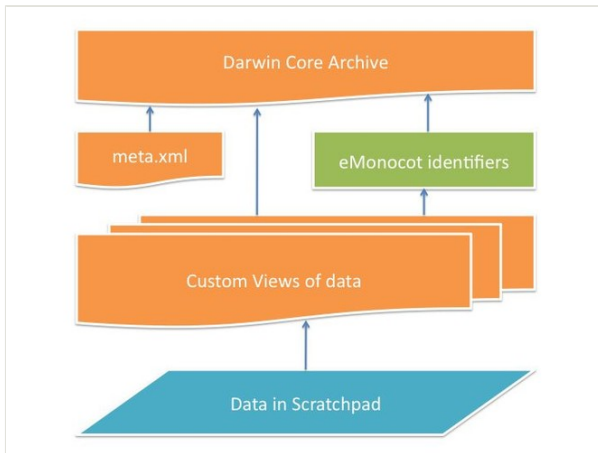 Darwin Core Archive
meta.xml
eMonocot identifiers
Custom Views of data
Data in Scratchpad